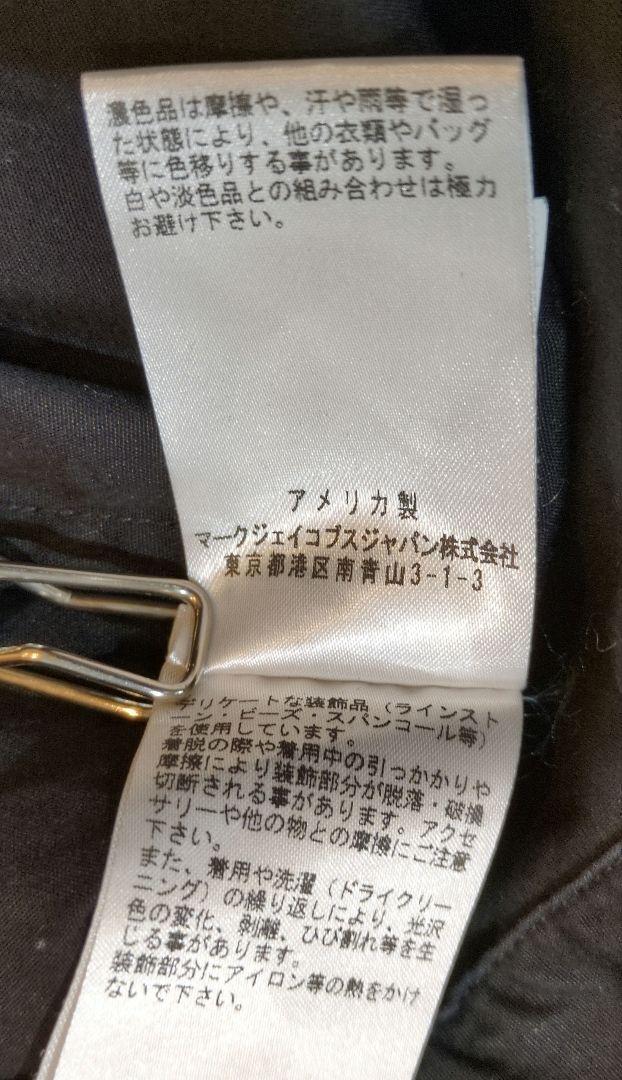 濃色品は摩擦や、汗や雨等で湿っ
た状態により、他の衣類やバッグ
等に色移りする事があります。
白や淡色品との組み合わせは極力
お避け下さい。
アメリカ製
マークジェイコブスジャパン株式会社
東京都港区南青山3-1-3
デリケートな装飾品（ラインスト
ーン・ビーズ・スパンコール等）
を使用しています。
着脱の際や着用中の引っかかりや
摩擦により装飾部分が脱落・破損
切断される事があります。アクセ
サリーや他の物との摩擦にご注意
下さい。
また、着用や洗濯（ドライクリー
ニング）の繰り返しにより、光沢
色の変化、剥離、ひび割れ等を生
じる事があります。
装飾部分にアイロン等の熱をかけ
ないで下さい。